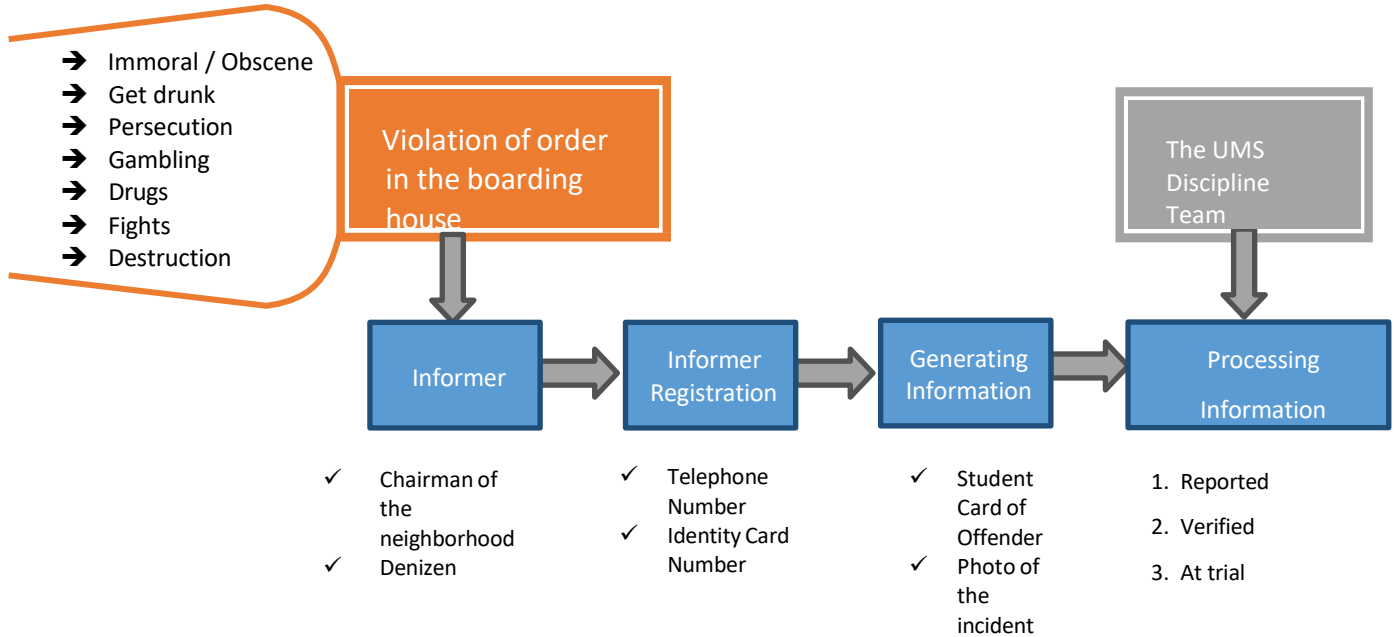 ➔ Immoral / Obscene
➔ Get drunk
➔ Persecution
➔ Gambling
➔ Drugs
➔ Fights
➔ Destruction
Violation of order
in the boarding
house
The UMS
Discipline
Team
Informer
Informer
Registration
Generating
Information
Processing
Information
✓ Chairman of
the
neighborhood
✓ Denizen
✓ Telephone
Number
✓ Identity Card
Number
✓ Student
Card of
Offender
✓ Photo of
the
incident
1. Reported
2. Verified
3. At trial